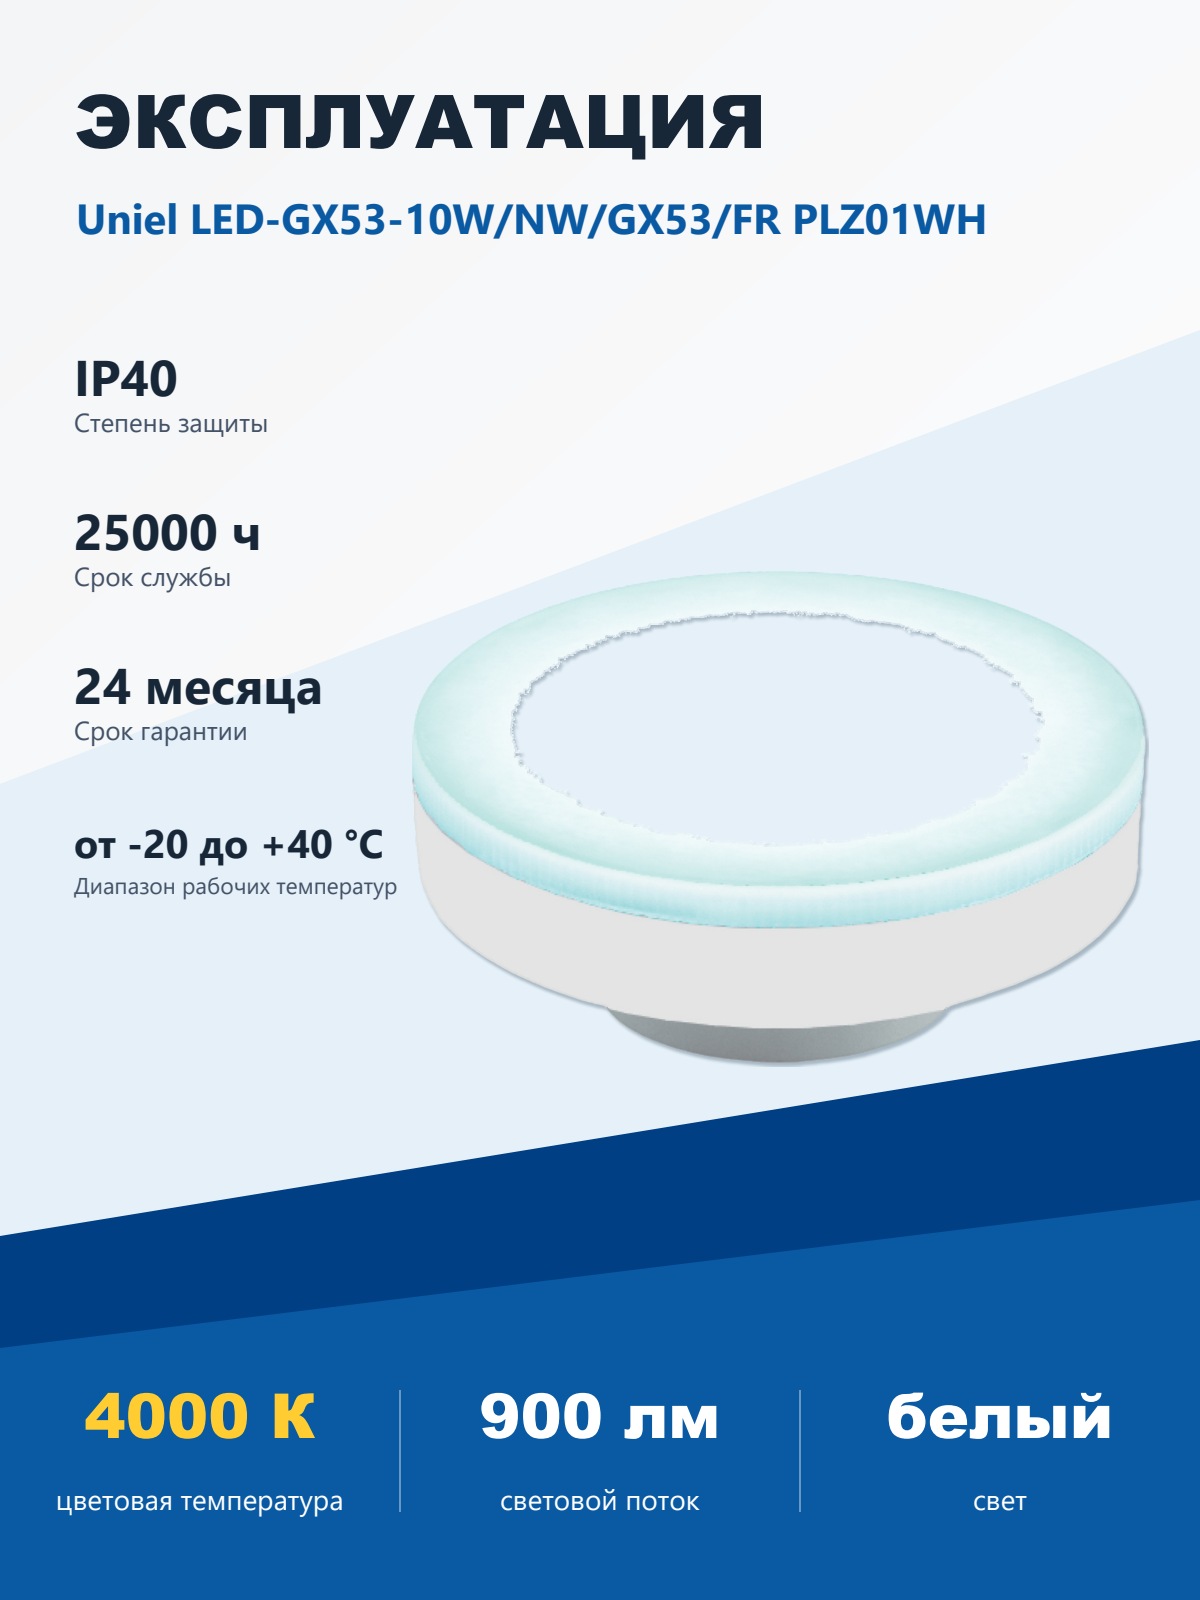 ЭКСПЛУАТАЦИЯ
Uniel LED-GX53-10W/NW/GX53/FR PLZ01WH
IP40
Степень защиты
25000 ч
Срок службы
24 месяца
Срок гарантии
от -20 до +40 °C
Диапазон рабочих температур
4000 К
цветовая температура
900 лм
световой поток
белый
свет